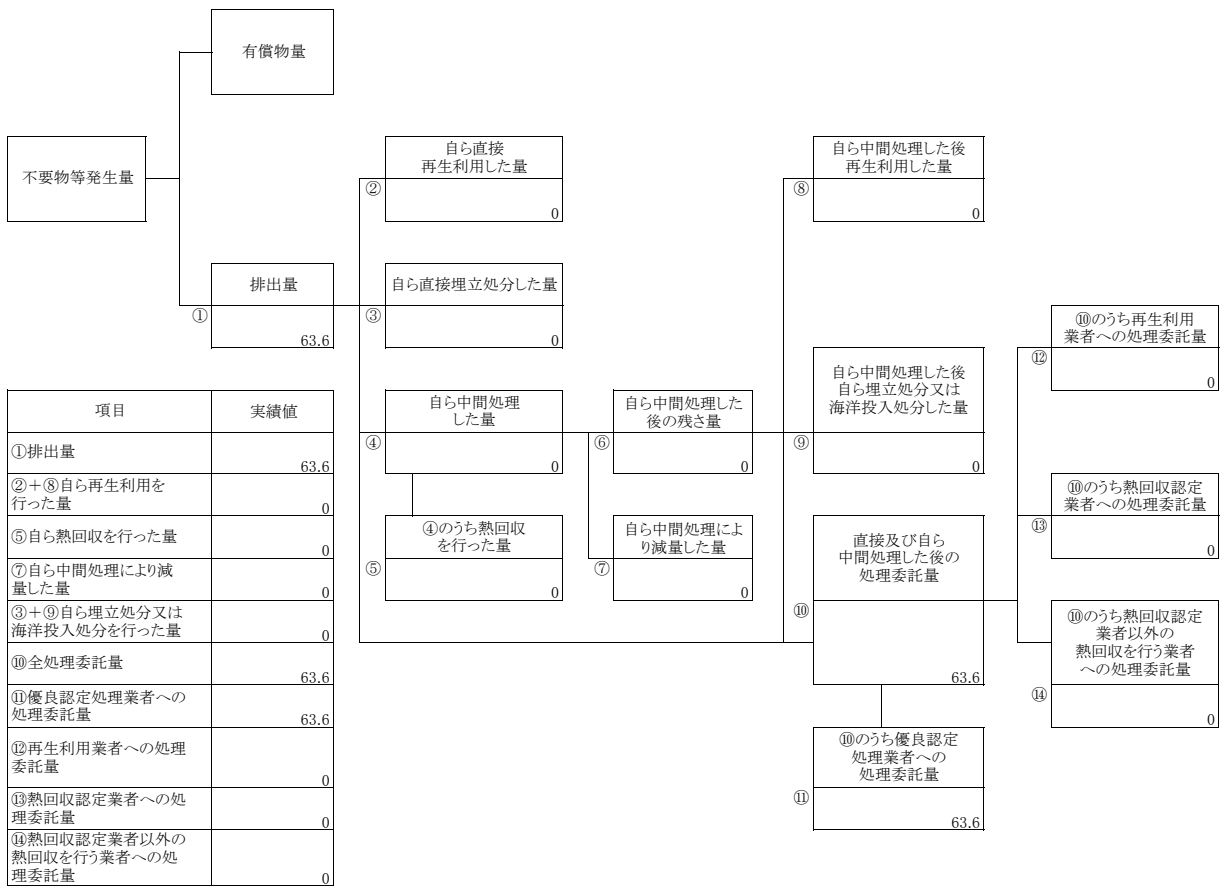 有償物量
不要物等発生量
排出量
①
63.6
自ら直接
再生利用した量
②
0
自ら直接埋立処分した量
③
0
自ら中間処理
した量
④
0
④のうち熱回収
を行った量
⑤
0
自ら中間処理した
後の残さ量
⑥
0
自ら中間処理によ
り減量した量
⑦
0
自ら中間処理した後
再生利用した量
⑧
0
自ら中間処理した後
自ら埋立処分又は
海洋投入処分した量
⑨
0
直接及び自ら
中間処理した後の
処理委託量
⑩
63.6
⑩のうち優良認定
処理業者への
処理委託量
⑪
63.6
⑩のうち再生利用
業者への処理委託量
⑫
0
⑩のうち熱回収認定
業者への処理委託量
⑬
0
⑩のうち熱回収認定
業者以外の
熱回収を行う業者
への処理委託量
⑭
0
項目 実績値
①排出量
63.6
②+⑧自ら再生利用を
行った量
0
⑤自ら熱回収を行った量
0
⑦自ら中間処理により減
量した量
0
③+⑨自ら埋立処分又は
海洋投入処分を行った量
0
⑩全処理委託量
63.6
⑪優良認定処理業者への
処理委託量
63.6
⑫再生利用業者への処理
委託量
0
⑬熱回収認定業者への処
理委託量
0
⑭熱回収認定業者以外の
熱回収を行う業者への処
理委託量
0